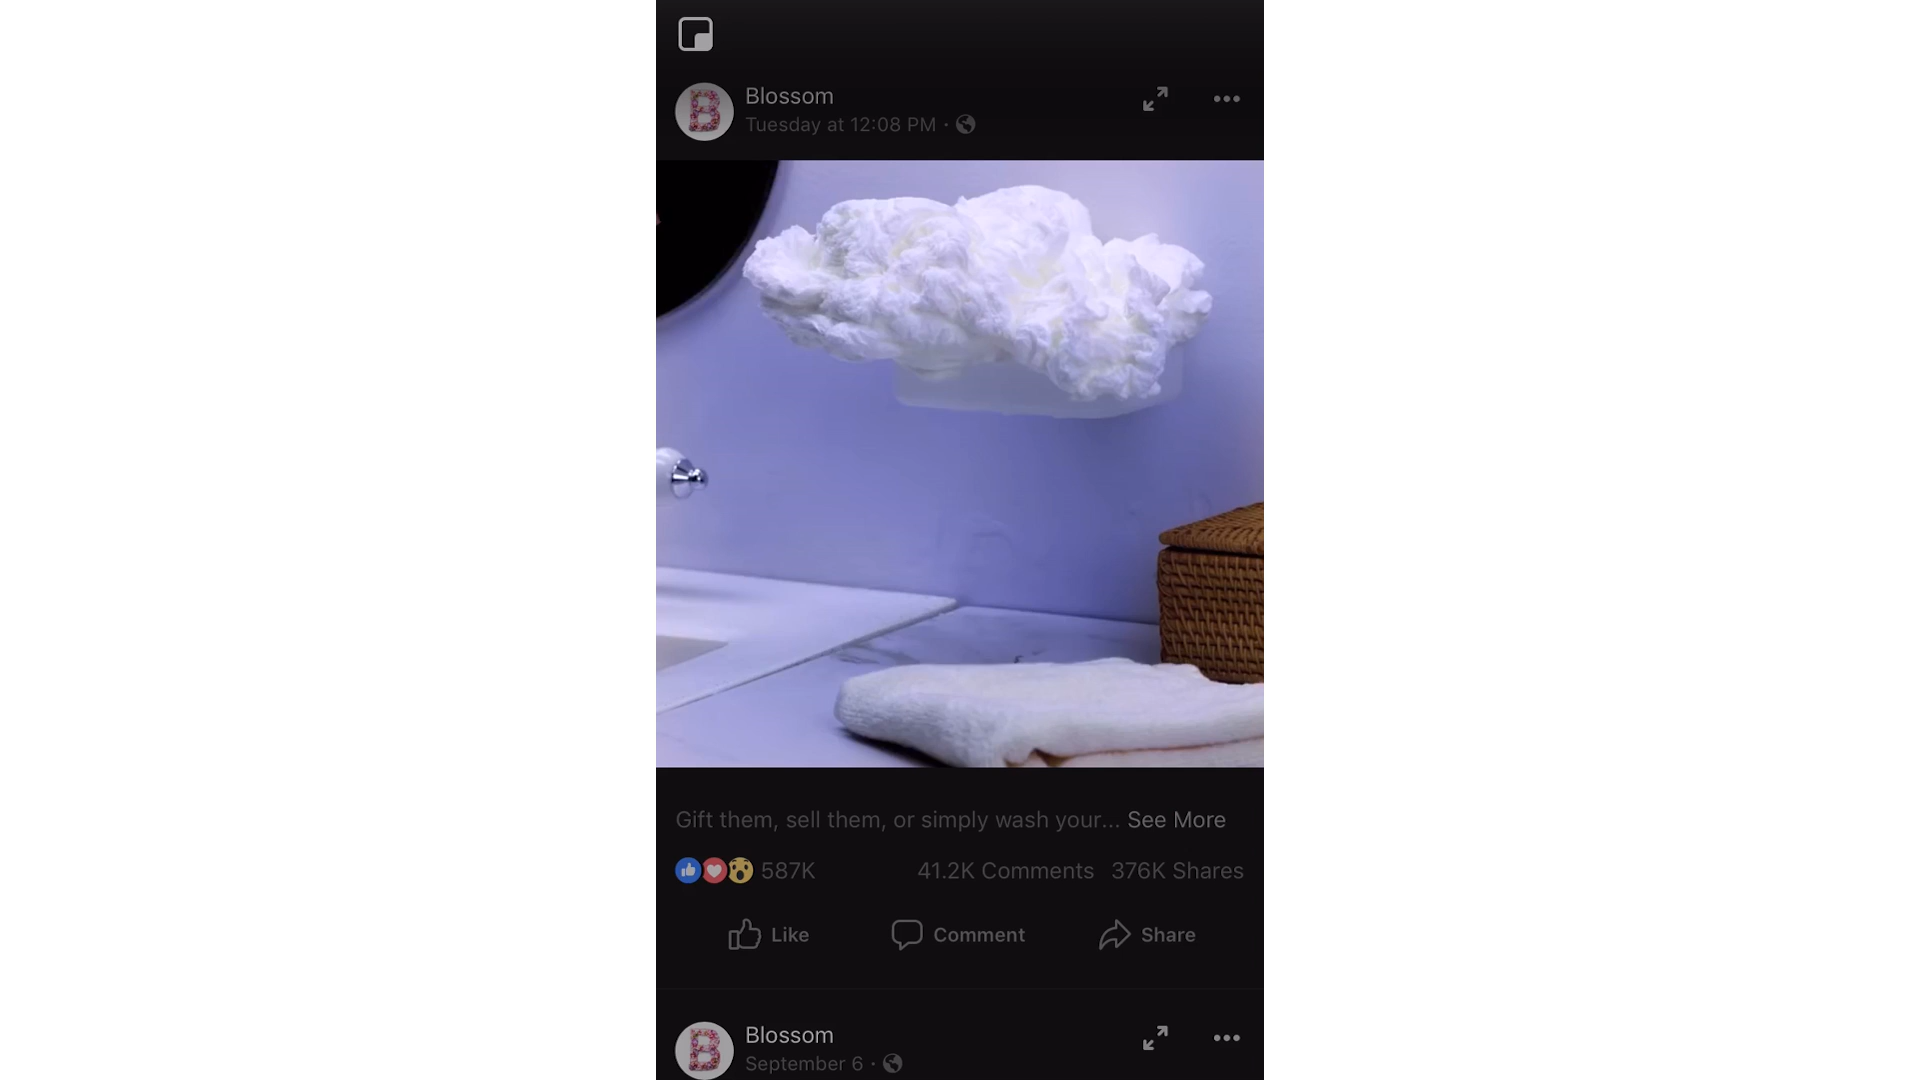 Blossom
Tuesday at 12:08 PM ·
Gift them, sell them, or simply wash your... See More
587K 41.2K Comments 376K Shares
Like Comment Share
Blossom
September 6 ·